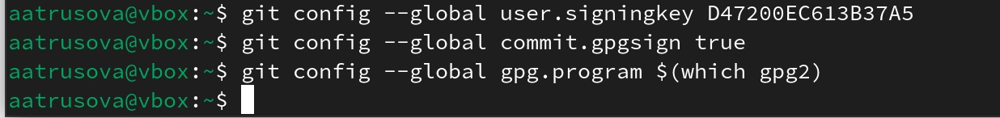 aatrusova@vbox:~$ git config --global user.signingkey D47200EC613B37A5
aatrusova@vbox:~$ git config --global commit.gpgsign true
aatrusova@vbox:~$ git config --global gpg.program $(which gpg2)
aatrusova@vbox:~$